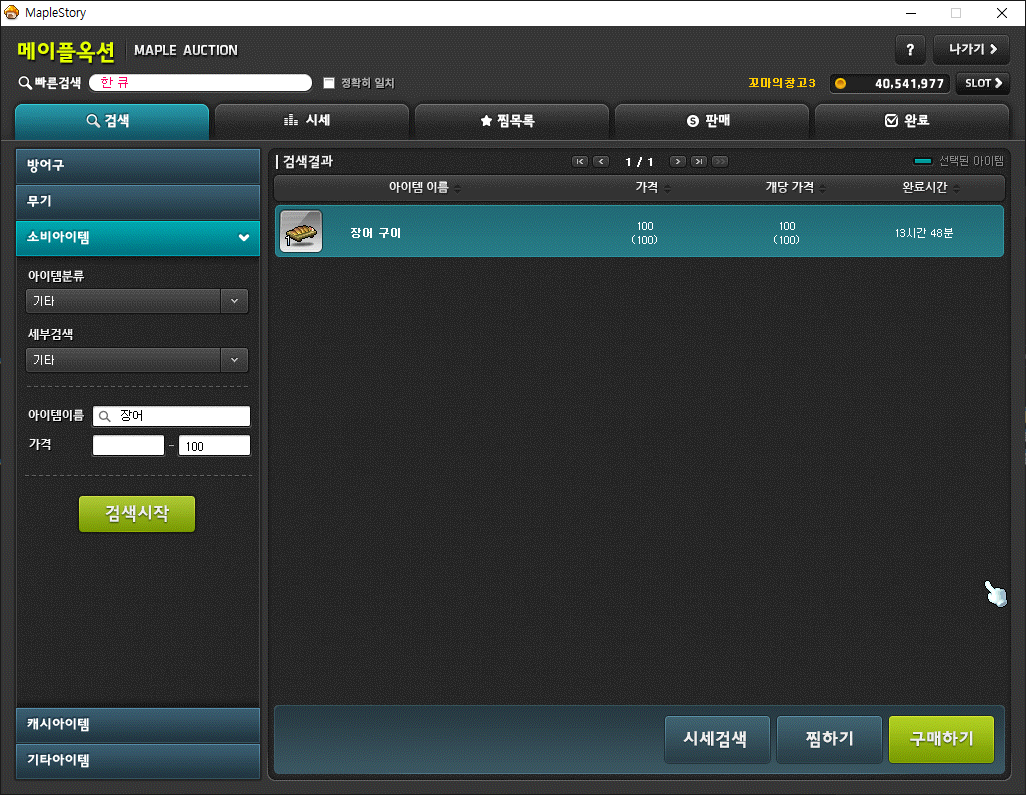 MapleStory
메이플옥션 MAPLE AUCTION ? 나가기
빠른검색 한 큐 정확히 일치 꼬마의창고3 40,541,977 SLOT
검색 시세 찜목록 판매 완료
방어구
무기
소비아이템
아이템분류
기타
세부검색
기타
아이템이름 장어
가격 - 100
검색시작
캐시아이템
기타아이템
검색결과 1 / 1 선택된 아이템
아이템 이름 가격 개당 가격 완료시간
1 장어 구이 100 (100) 100 (100) 13시간 48분
시세검색 찜하기 구매하기